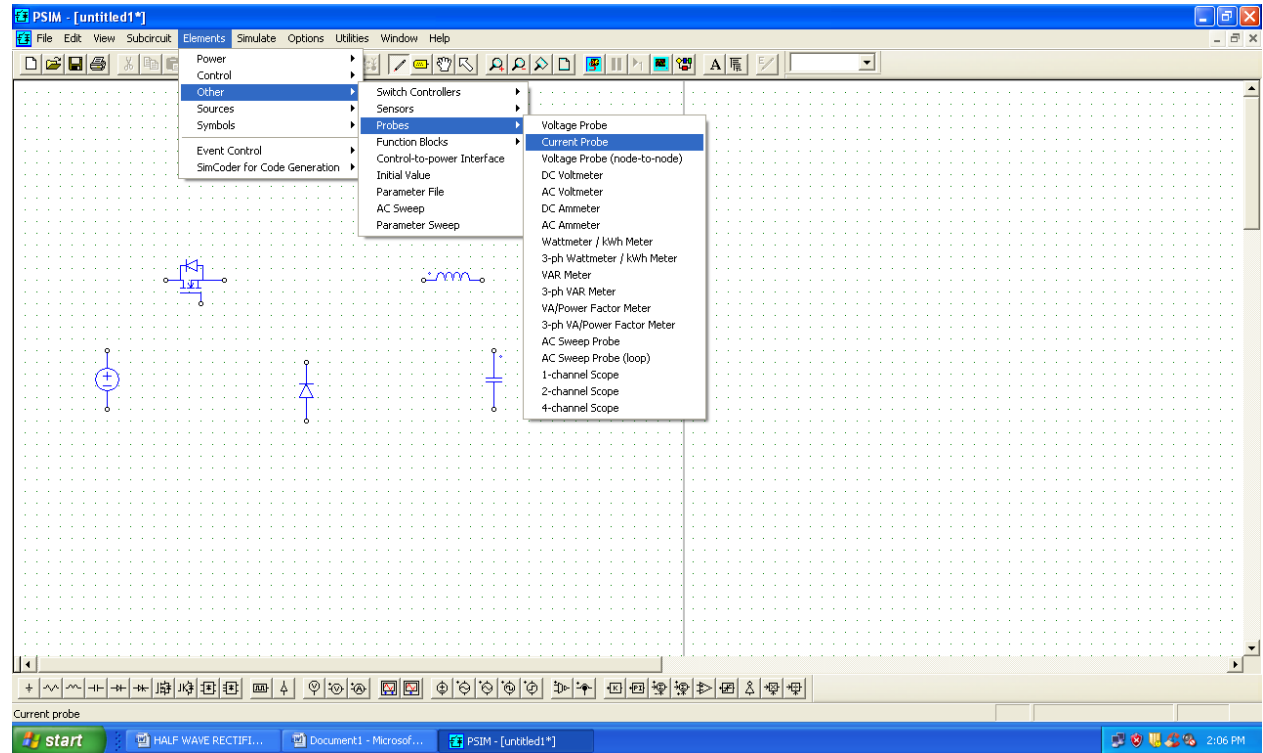 PSIM - [untitled1*]
File Edit View Subcircuit Elements Simulate Options Utilities Window Help
Power
Control
Other
Sources
Symbols
Event Control
SimCoder for Code Generation
Switch Controllers
Sensors
Probes
Function Blocks
Control-to-power Interface
Initial Value
Parameter File
AC Sweep
Parameter Sweep
Voltage Probe
Current Probe
Voltage Probe (node-to-node)
DC Voltmeter
AC Voltmeter
DC Ammeter
AC Ammeter
Wattmeter / kWh Meter
3-ph Wattmeter / kWh Meter
VAR Meter
3-ph VAR Meter
VA/Power Factor Meter
3-ph VA/Power Factor Meter
AC Sweep Probe
AC Sweep Probe (loop)
1-channel Scope
2-channel Scope
4-channel Scope
Current probe
start HALF WAVE RECTIFI... Document1 - Microsof... PSIM - [untitled1*] 2:06 PM